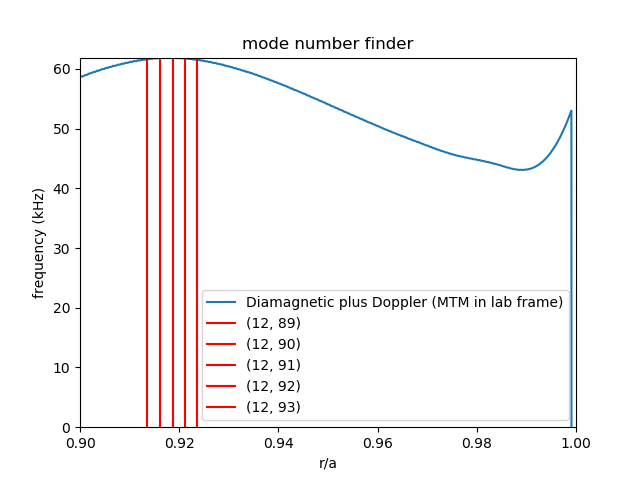 mode number finder
frequency (kHz)
60
50
40
30
20
10
0
Diamagnetic plus Doppler (MTM in lab frame)
(12, 89)
(12, 90)
(12, 91)
(12, 92)
(12, 93)
0.90 0.92 0.94 0.96 0.98 1.00
r/a